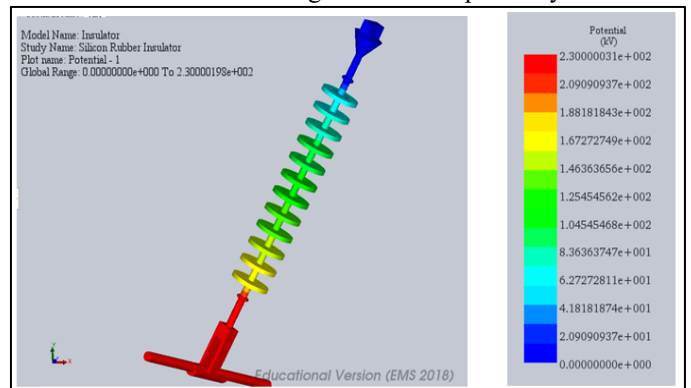 Model Name: Insulator
Study Name: Silicon Rubber Insulator
Plot name: Potential - 1
Global Range: 0.00000000e+000 To 2.30000198e+002
Potential
(kV)
2.30000031e+002
2.09090937e+002
1.88181843e+002
1.67272749e+002
1.46363656e+002
1.25454562e+002
1.04545468e+002
8.36363747e+001
6.27272811e+001
4.18181874e+001
2.09090937e+001
0.00000000e+000
Y
X
Educational Version (EMS 2018)